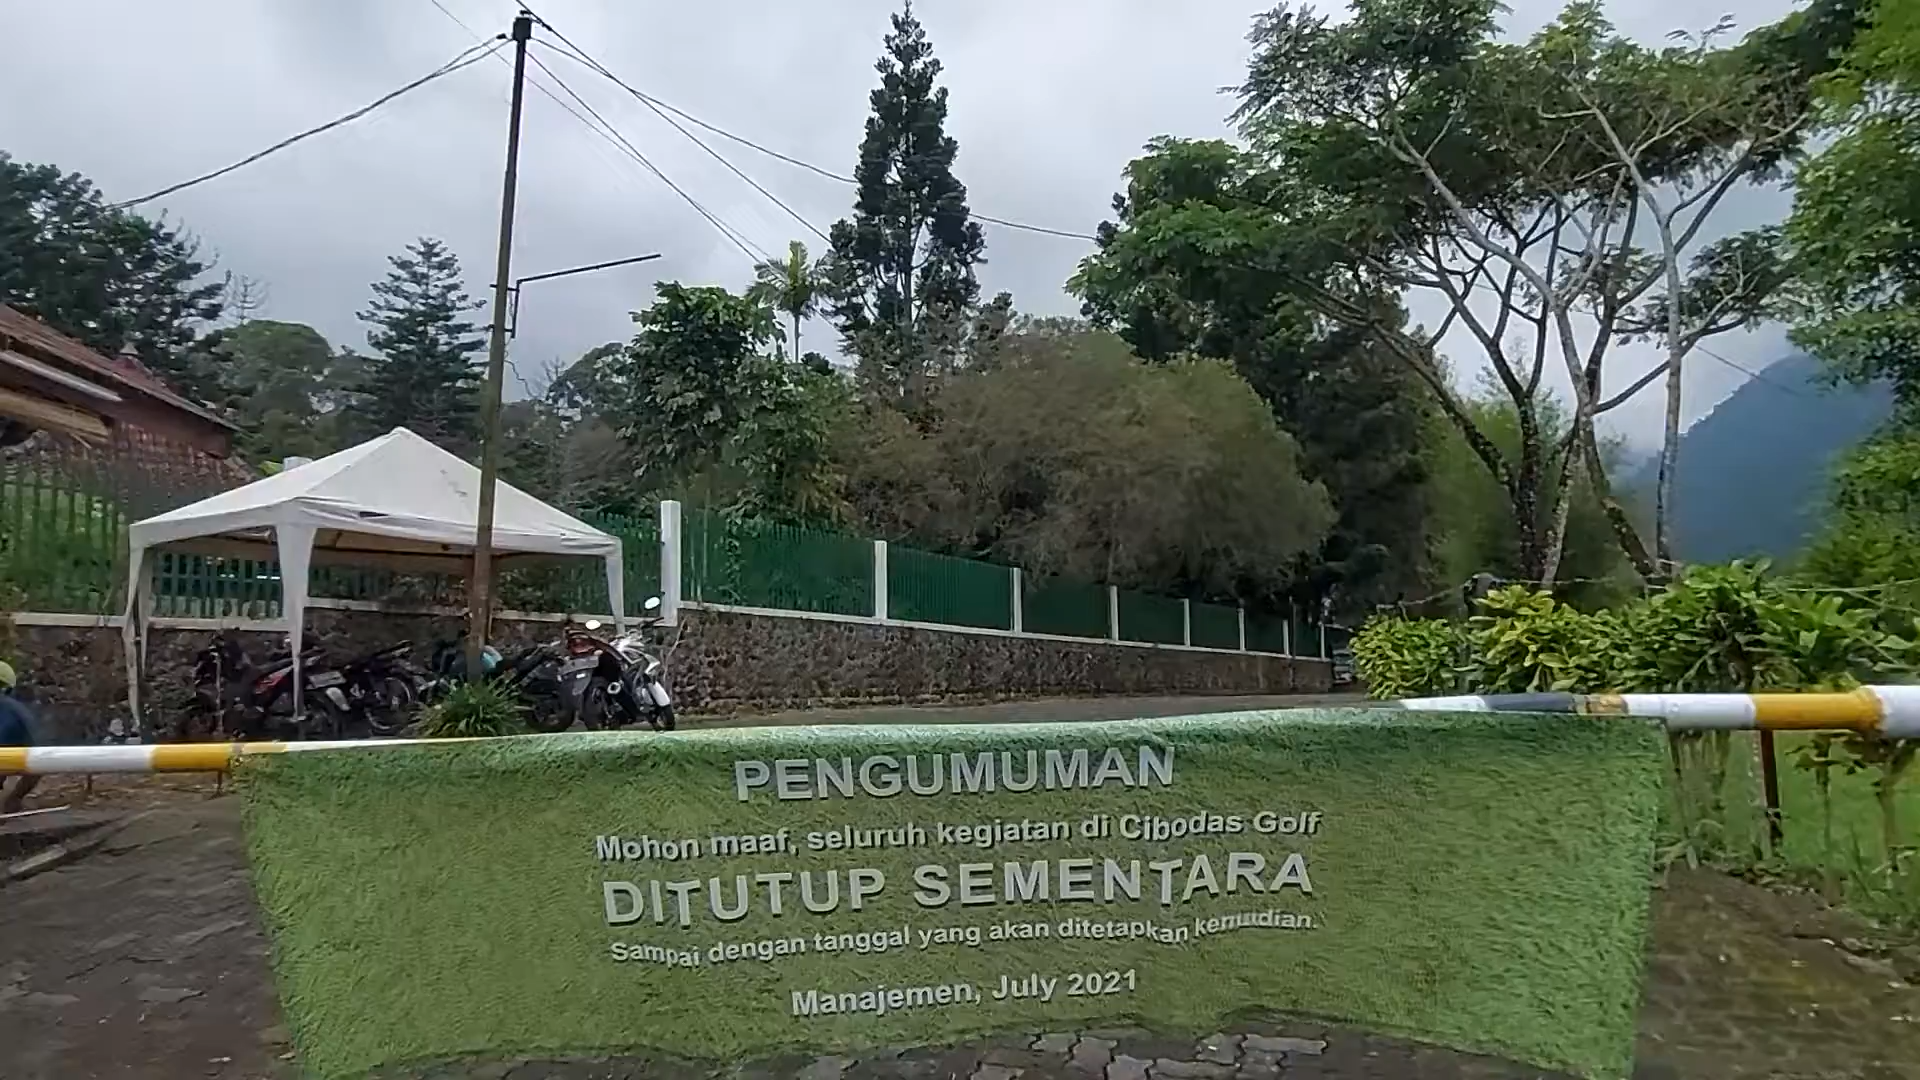 PENGUMUMAN
Mohon maaf, seluruh kegiatan di Cibodas Golf
DITUTUP SEMENTARA
Sampai dengan tanggal yang akan ditetapkan kemudian.
Manajemen, July 2021